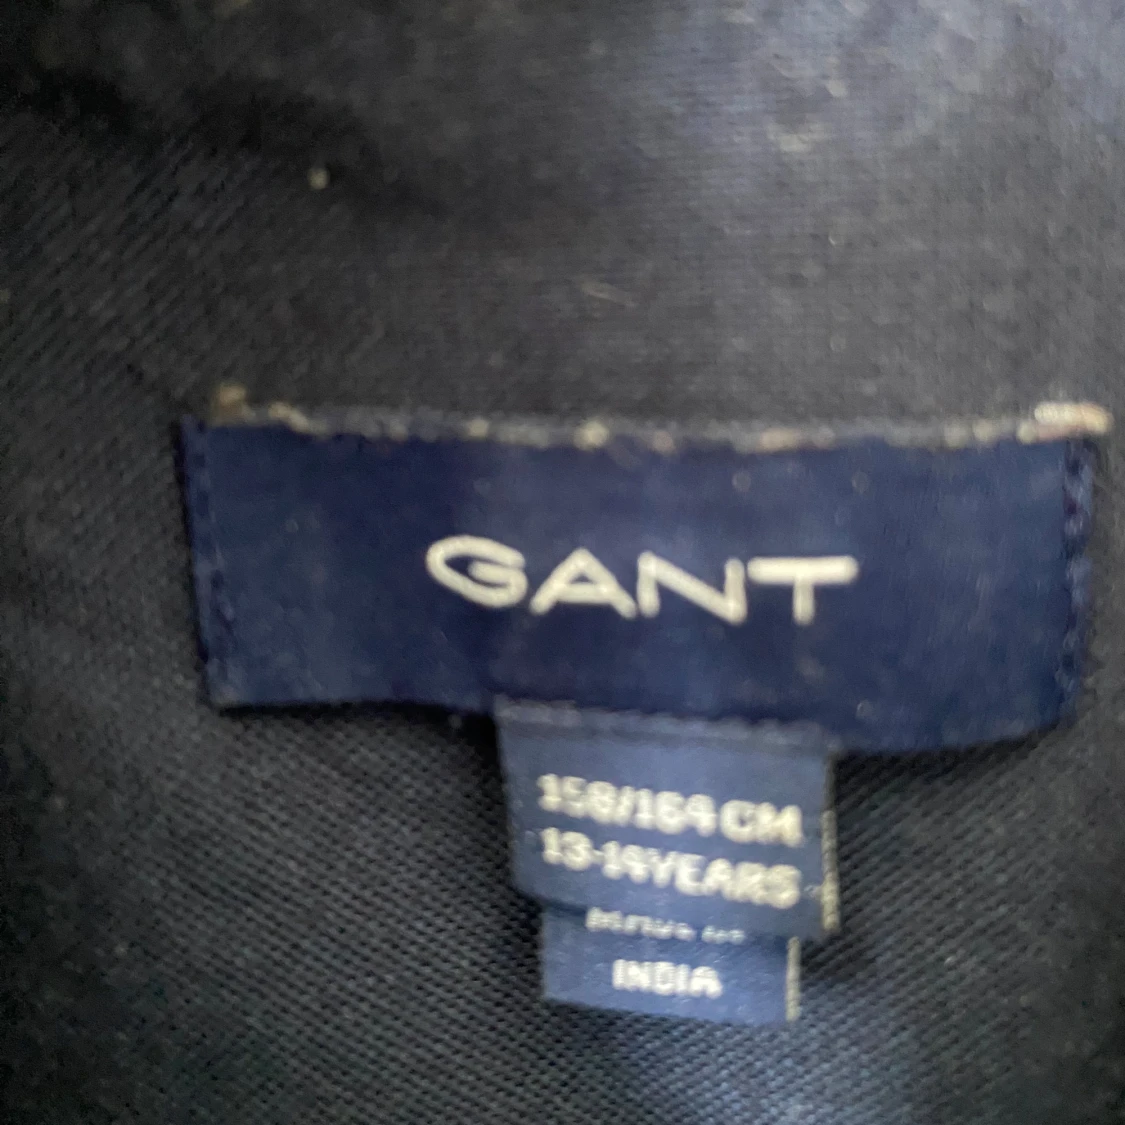 GANT
158/164 CM
13-14YEARS
INDIA